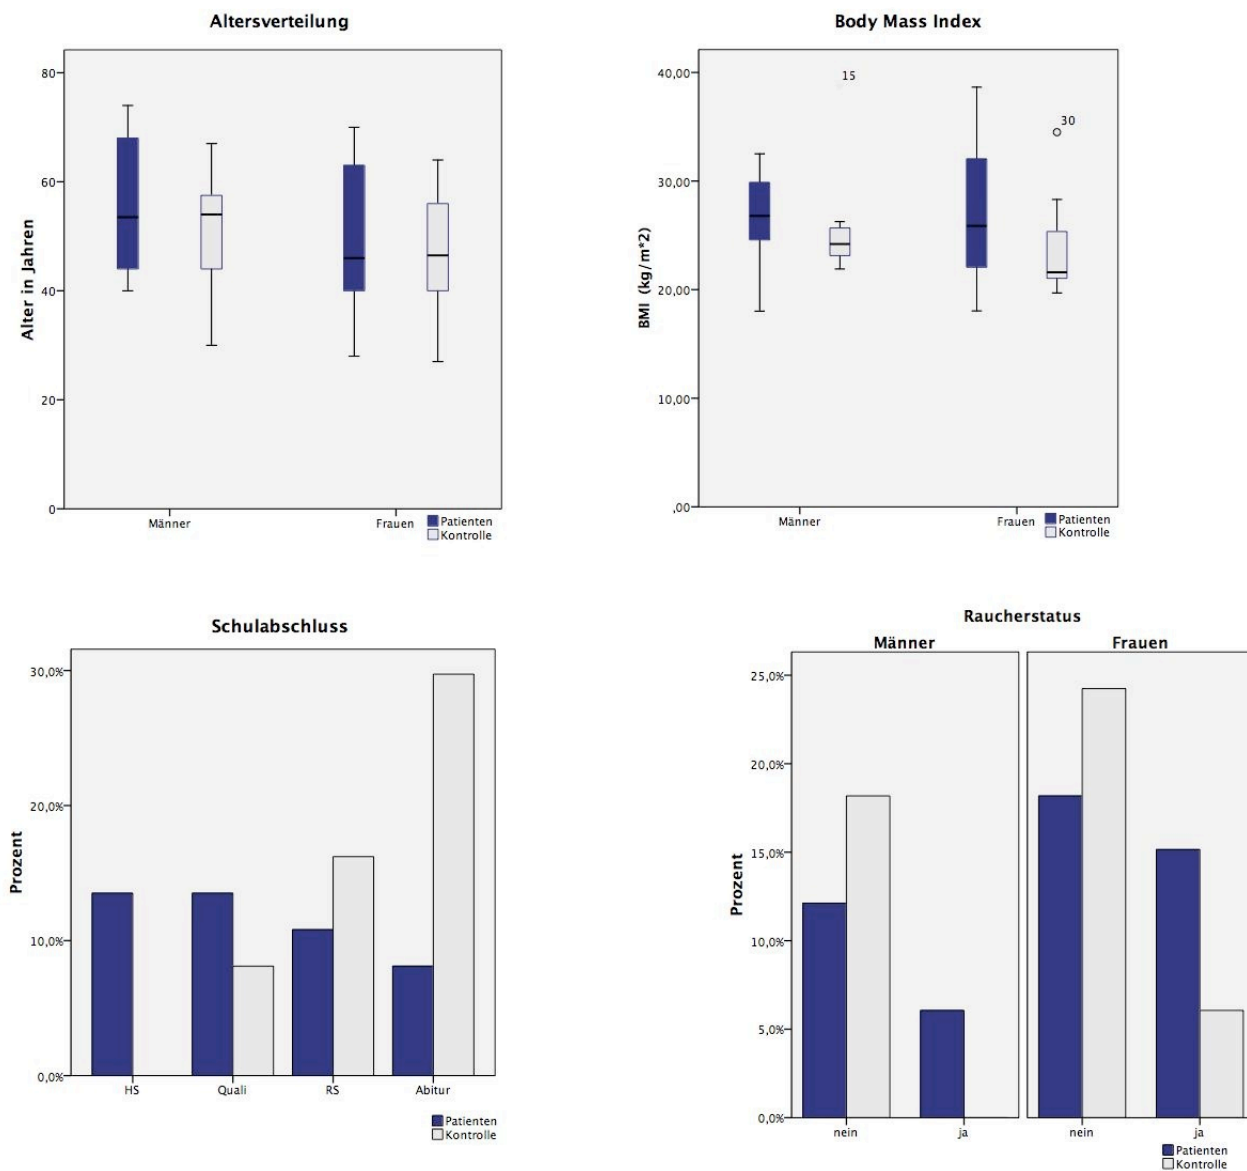 Altersverteilung
Alter in Jahren
80
60
40
20
0
Männer
Frauen
Patienten
Kontrolle
Body Mass Index
BMI (kg/m*2)
40,00
30,00
20,00
10,00
,00
15
30
Männer
Frauen
Patienten
Kontrolle
Schulabschluss
Prozent
30,0%
20,0%
10,0%
0,0%
HS
Quali
RS
Abitur
Patienten
Kontrolle
Raucherstatus
Männer
Frauen
Prozent
25,0%
20,0%
15,0%
10,0%
5,0%
0,0%
nein
ja
nein
ja
Patienten
Kontrolle